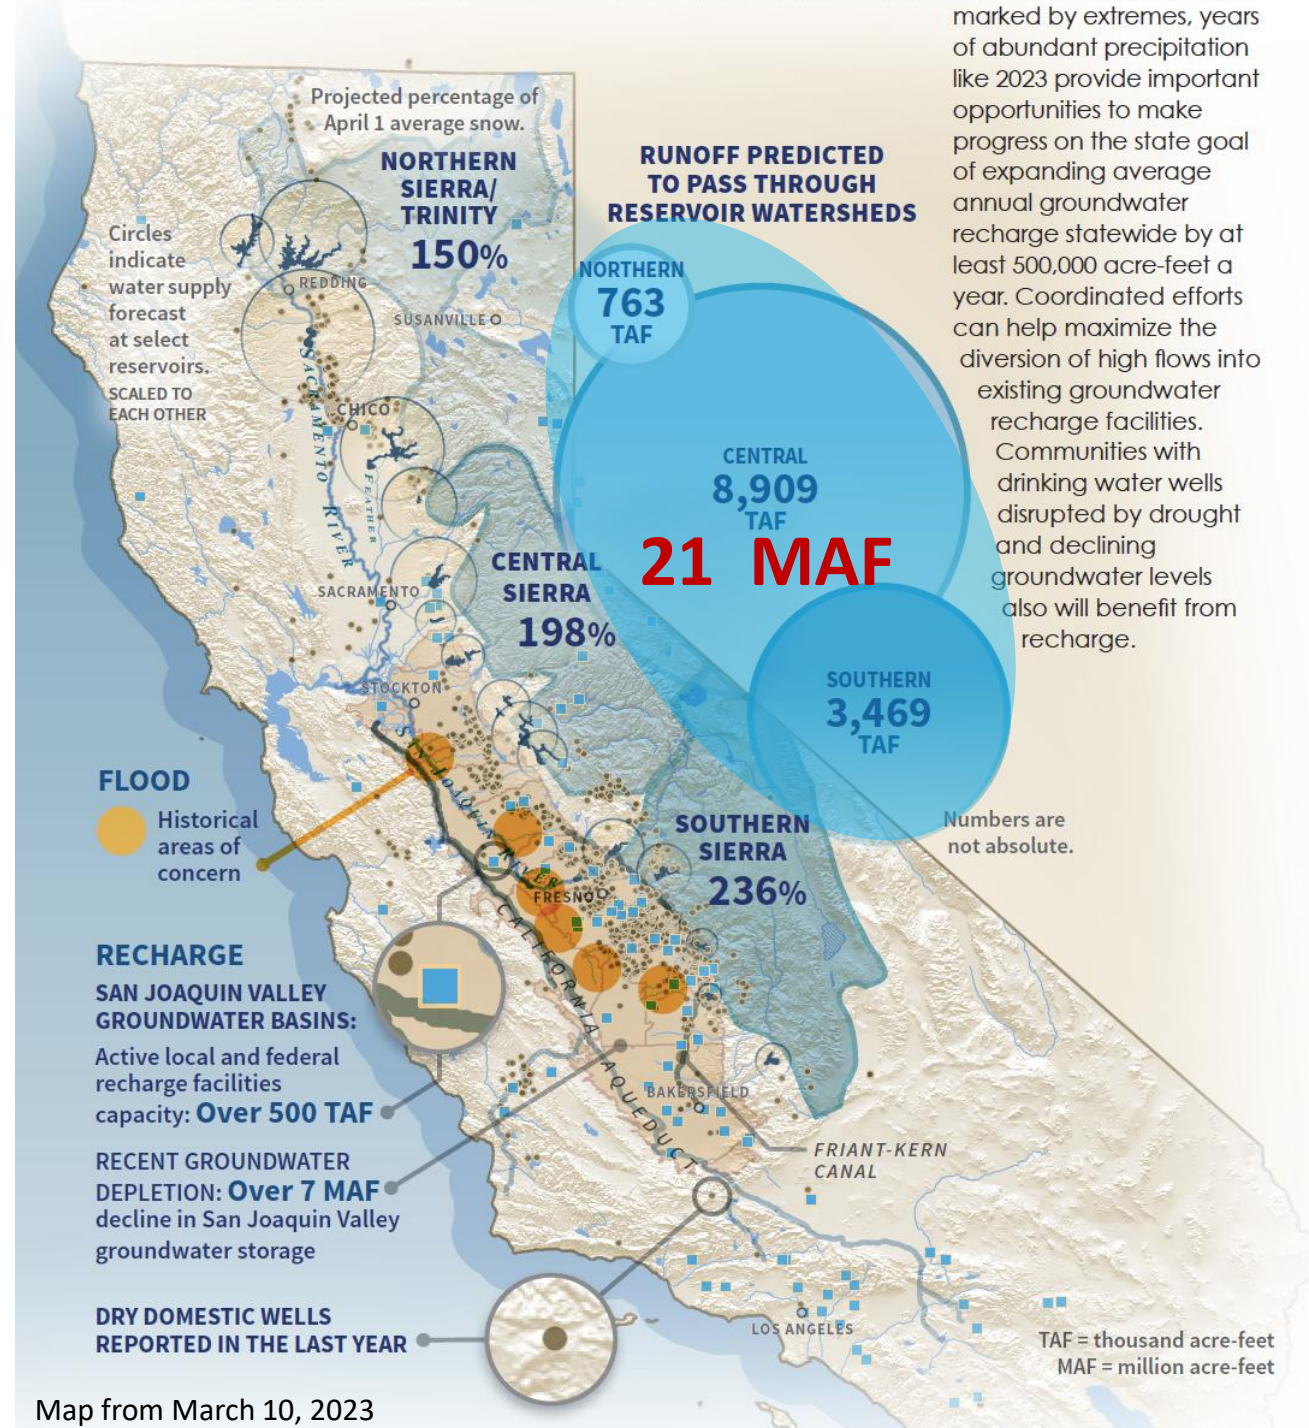 marked by extremes, years
of abundant precipitation
like 2023 provide important
opportunities to make
progress on the state goal
of expanding average
annual groundwater
recharge statewide by at
least 500,000 acre-feet a
year. Coordinated efforts
can help maximize the
diversion of high flows into
existing groundwater
recharge facilities.
Communities with
drinking water wells
disrupted by drought
and declining
groundwater levels
also will benefit from
recharge.
Projected percentage of
April 1 average snow.
NORTHERN
SIERRA/
TRINITY
150%
RUNOFF PREDICTED
TO PASS THROUGH
RESERVOIR WATERSHEDS
Circles
indicate
water supply
forecast
at select
reservoirs.
SCALED TO
EACH OTHER
REDDING
SUSANVILLE
NORTHERN
763
TAF
SACRAMENTO RIVER
CHICO
FEATHER
CENTRAL
8,909
TAF
21 MAF
CENTRAL
SIERRA
198%
SACRAMENTO
STOCKTON
SOUTHERN
3,469
TAF
SAN JOAQUIN RIVER
FLOOD
Historical
areas of
concern
SOUTHERN
SIERRA
236%
Numbers are
not absolute.
FRESNO
CALIFORNIA AQUEDUCT
RECHARGE
SAN JOAQUIN VALLEY
GROUNDWATER BASINS:
Active local and federal
recharge facilities
capacity: Over 500 TAF
BAKERSFIELD
FRIANT-KERN
CANAL
RECENT GROUNDWATER
DEPLETION: Over 7 MAF
decline in San Joaquin Valley
groundwater storage
DRY DOMESTIC WELLS
REPORTED IN THE LAST YEAR
LOS ANGELES
TAF = thousand acre-feet
MAF = million acre-feet
Map from March 10, 2023